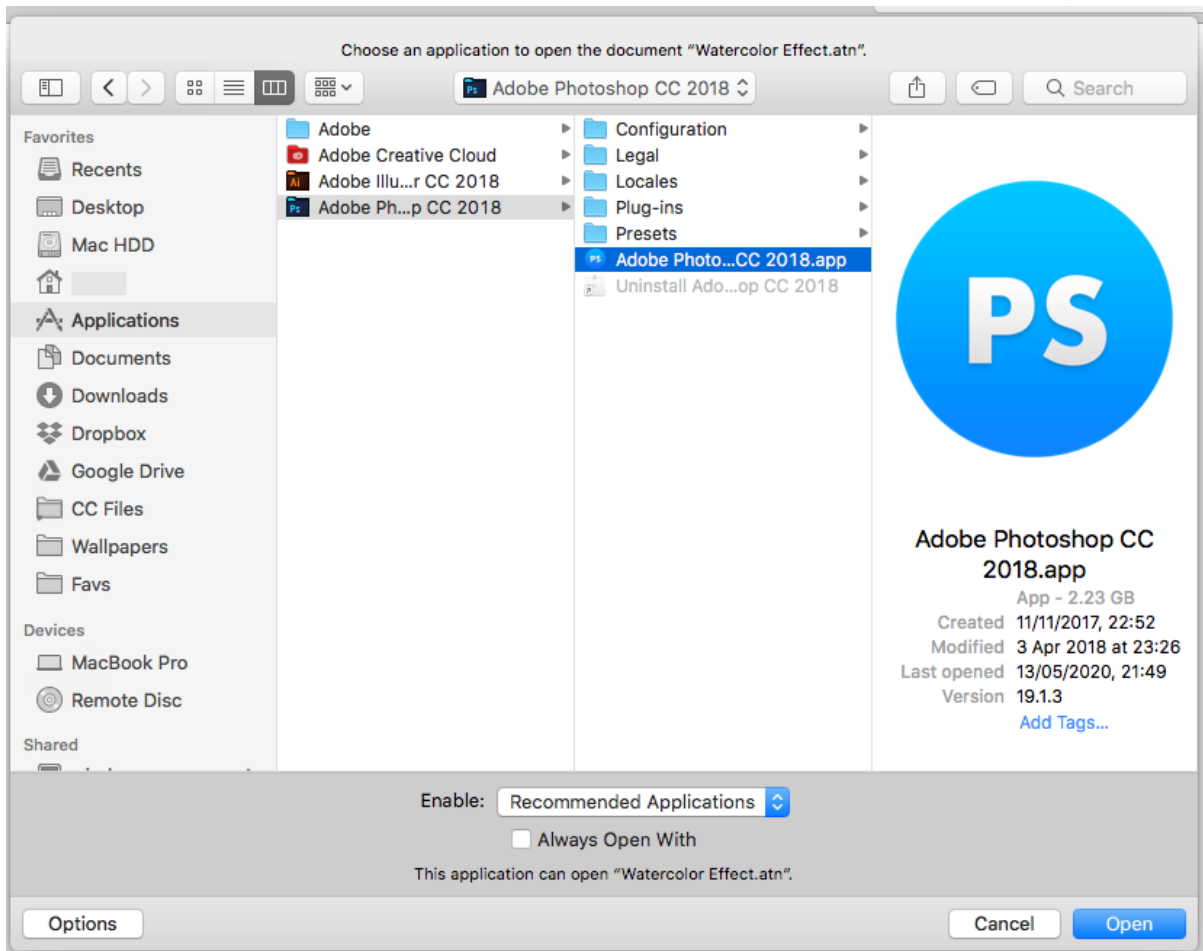 Choose an application to open the document “Watercolor Effect.atn”.
Adobe Photoshop CC 2018
Search
Favorites
Recents
Desktop
Mac HDD
Applications
Documents
Downloads
Dropbox
Google Drive
CC Files
Wallpapers
Favs
Devices
MacBook Pro
Remote Disc
Shared
Adobe
Adobe Creative Cloud
Adobe Illu...r CC 2018
Adobe Ph...p CC 2018
Configuration
Legal
Locales
Plug-ins
Presets
Adobe Photo...CC 2018.app
Uninstall Ado...op CC 2018
PS
Adobe Photoshop CC
2018.app
App - 2.23 GB
Created 11/11/2017, 22:52
Modified 3 Apr 2018 at 23:26
Last opened 13/05/2020, 21:49
Version 19.1.3
Add Tags...
Enable: Recommended Applications
Always Open With
This application can open “Watercolor Effect.atn”.
Options
Cancel
Open